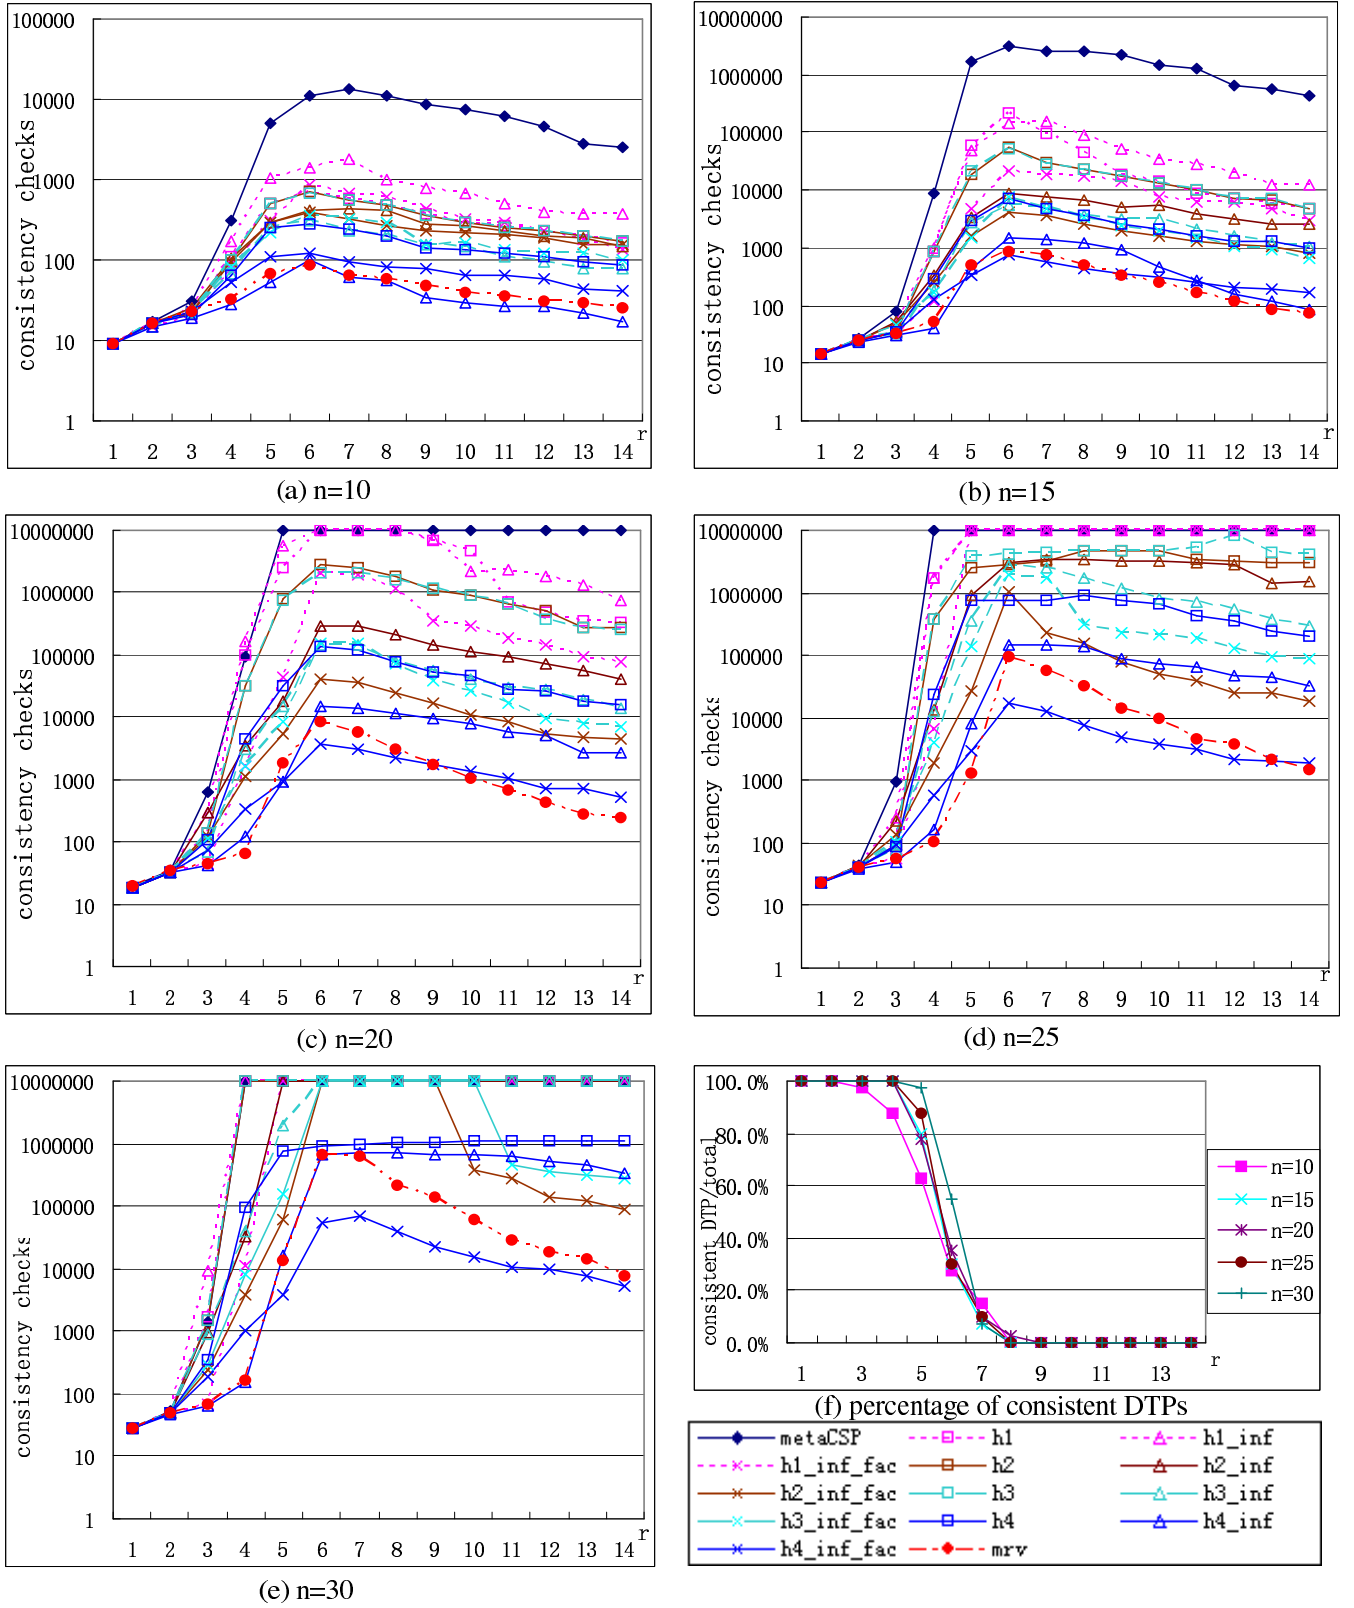 100000
10000
1000
100
10
1
consistency checks
1 2 3 4 5 6 7 8 9 10 11 12 13 14
r
(a) n=10
10000000
1000000
100000
10000
1000
100
10
1
consistency checks
1 2 3 4 5 6 7 8 9 10 11 12 13 14
r
(b) n=15
10000000
1000000
100000
10000
1000
100
10
1
consistency checks
1 2 3 4 5 6 7 8 9 10 11 12 13 14
r
(c) n=20
10000000
1000000
100000
10000
1000
100
10
1
consistency checks
1 2 3 4 5 6 7 8 9 10 11 12 13 14
r
(d) n=25
10000000
1000000
100000
10000
1000
100
10
1
consistency checks
1 2 3 4 5 6 7 8 9 10 11 12 13 14
r
(e) n=30
100.0%
80.0%
60.0%
40.0%
20.0%
0.0%
consistent DTP/total
1 3 5 7 9 11 13
r
n=10
n=15
n=20
n=25
n=30
(f) percentage of consistent DTPs
metaCSP h1 h1_inf
h1_inf_fac h2 h2_inf
h2_inf_fac h3 h3_inf
h3_inf_fac h4 h4_inf
h4_inf_fac mrv